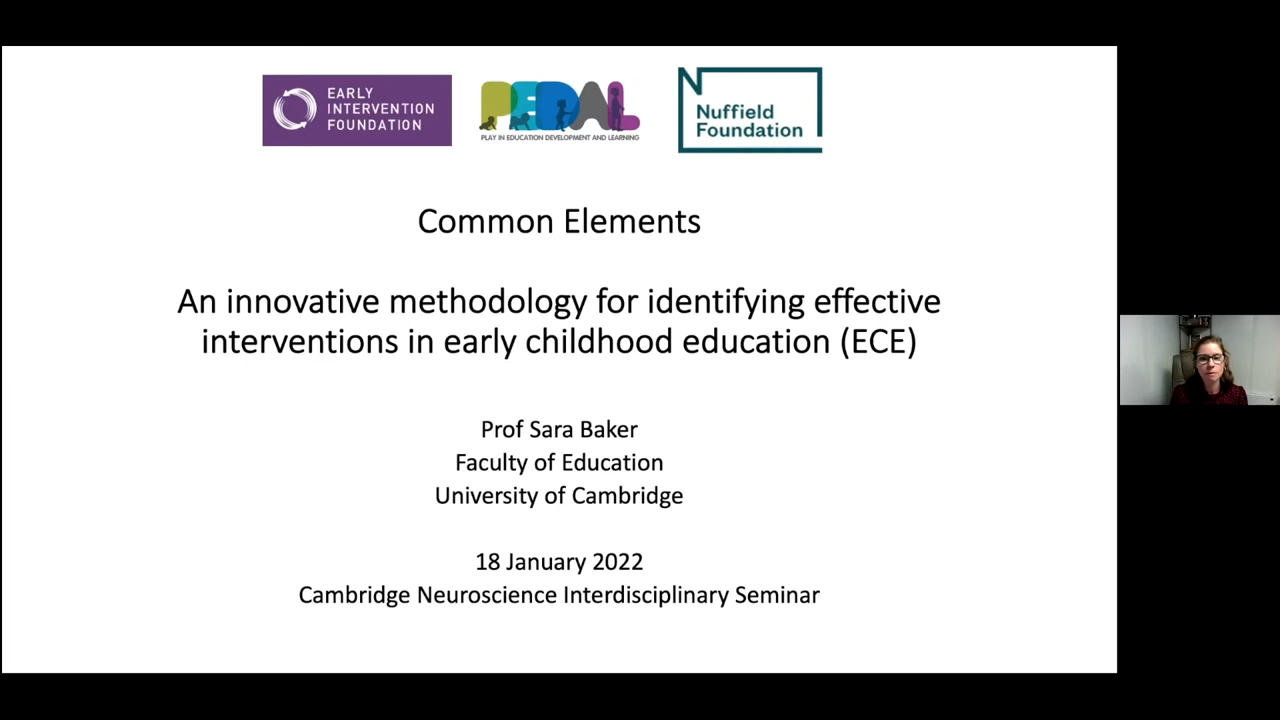 EARLY
INTERVENTION
FOUNDATION
PEDAL
PLAY IN EDUCATION DEVELOPMENT AND LEARNING
N
Nuffield
Foundation
Common Elements
An innovative methodology for identifying effective
interventions in early childhood education (ECE)
Prof Sara Baker
Faculty of Education
University of Cambridge
18 January 2022
Cambridge Neuroscience Interdisciplinary Seminar